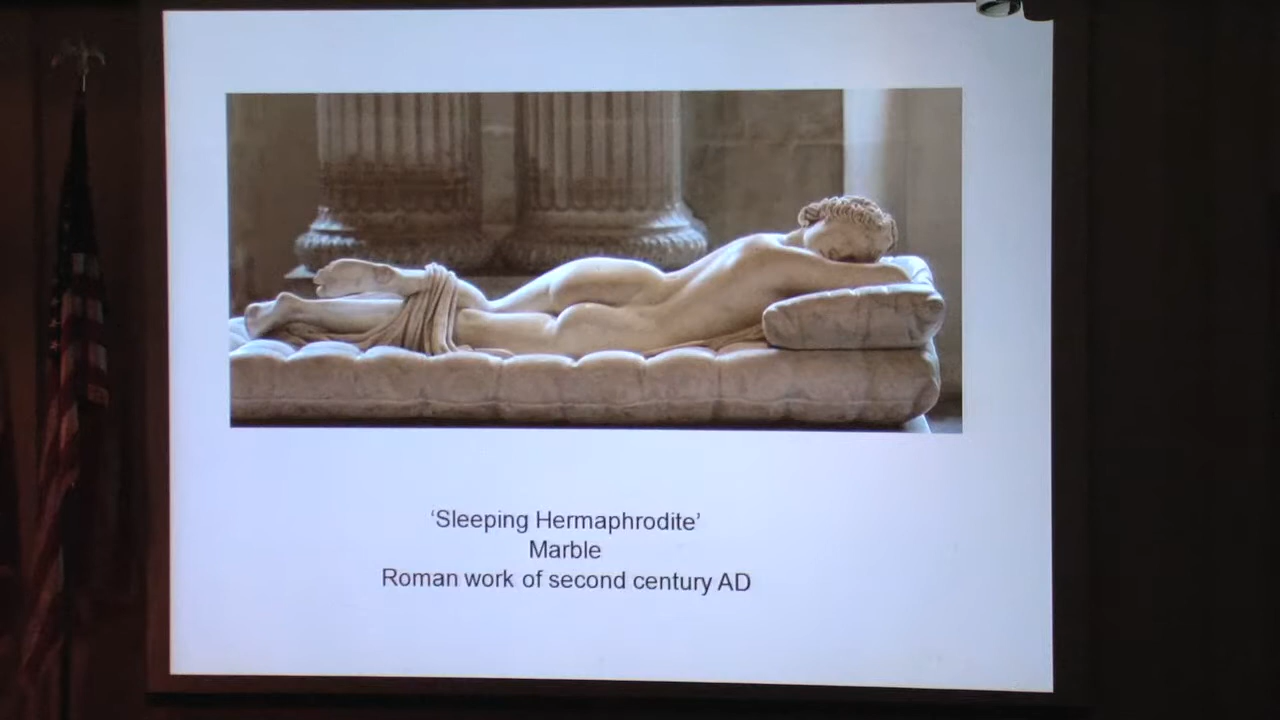 ‘Sleeping Hermaphrodite’
Marble
Roman work of second century AD